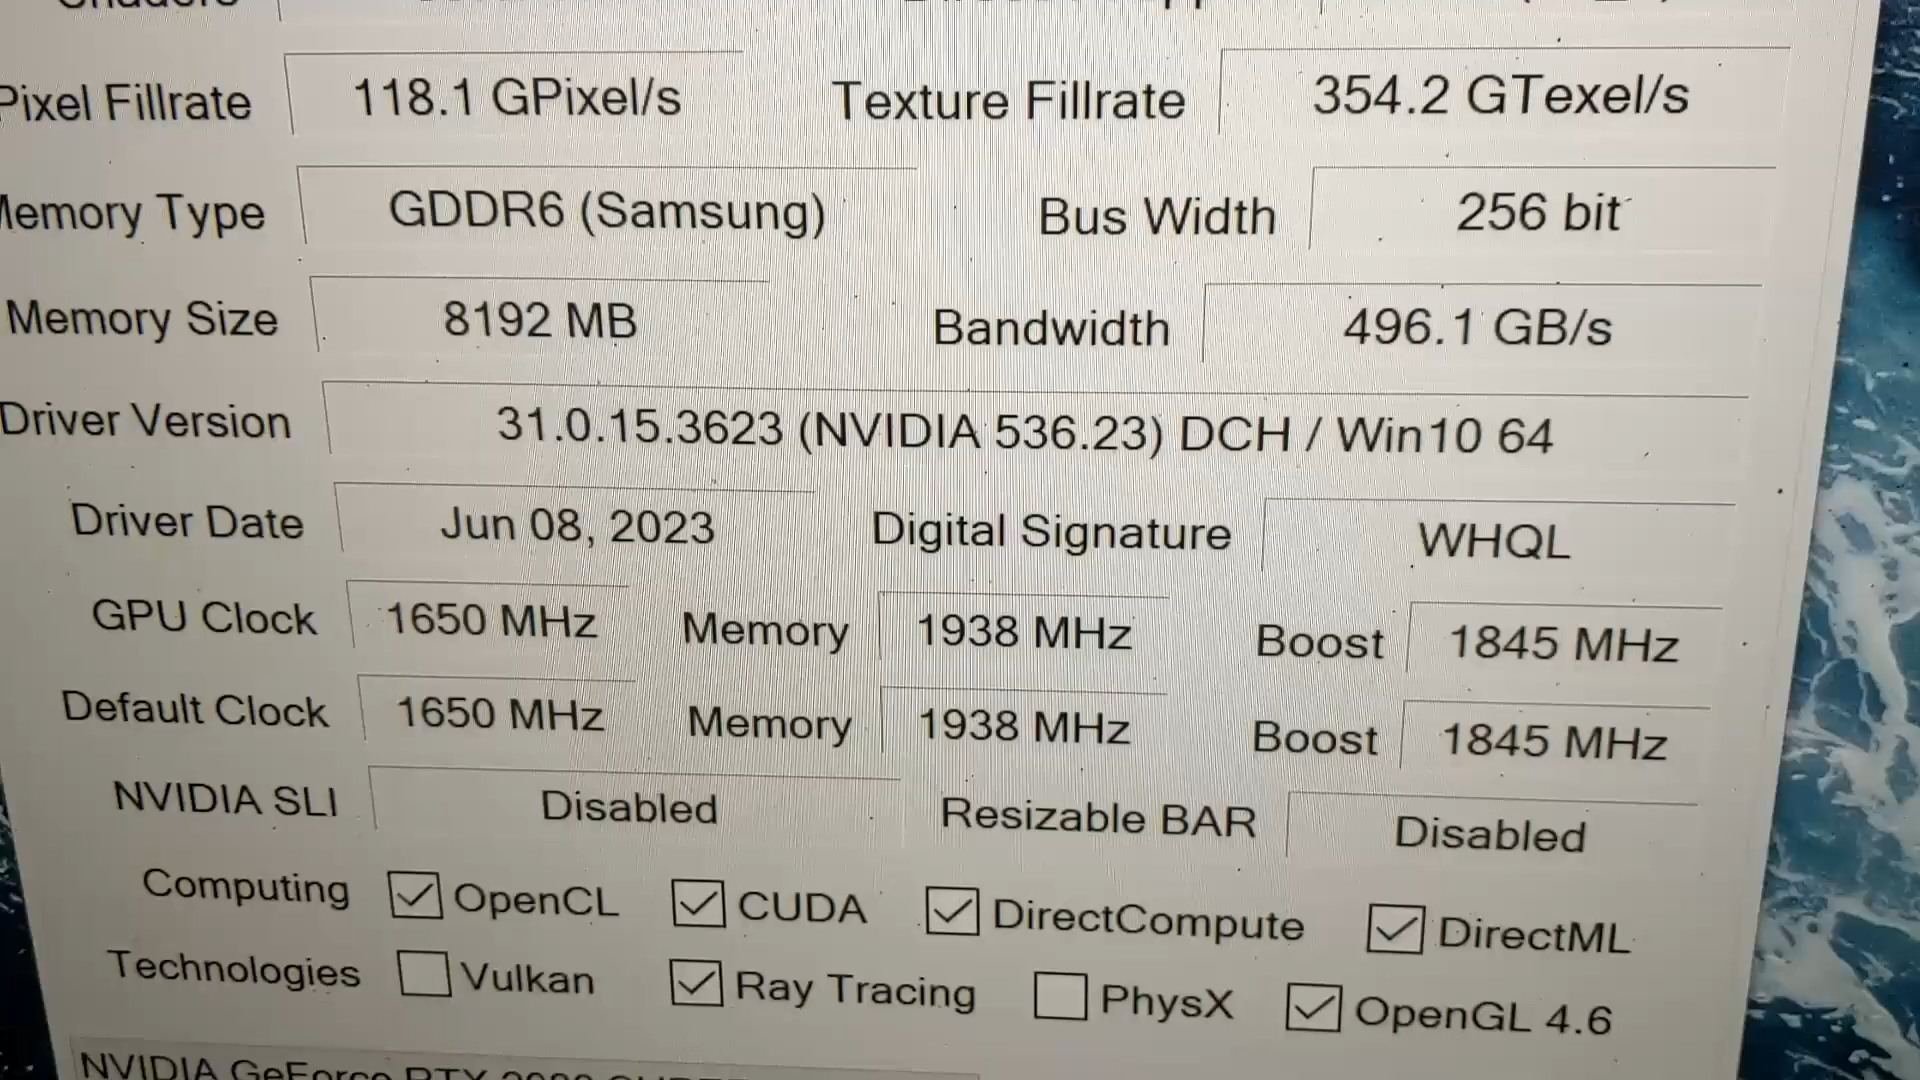 Pixel Fillrate 118.1 GPixel/s Texture Fillrate 354.2 GTexel/s
Memory Type GDDR6 (Samsung) Bus Width 256 bit
Memory Size 8192 MB Bandwidth 496.1 GB/s
Driver Version 31.0.15.3623 (NVIDIA 536.23) DCH / Win10 64
Driver Date Jun 08, 2023 Digital Signature WHQL
GPU Clock 1650 MHz Memory 1938 MHz Boost 1845 MHz
Default Clock 1650 MHz Memory 1938 MHz Boost 1845 MHz
NVIDIA SLI Disabled Resizable BAR Disabled
Computing OpenCL CUDA DirectCompute DirectML
Technologies Vulkan Ray Tracing PhysX OpenGL 4.6
NVIDIA GeForce RTX